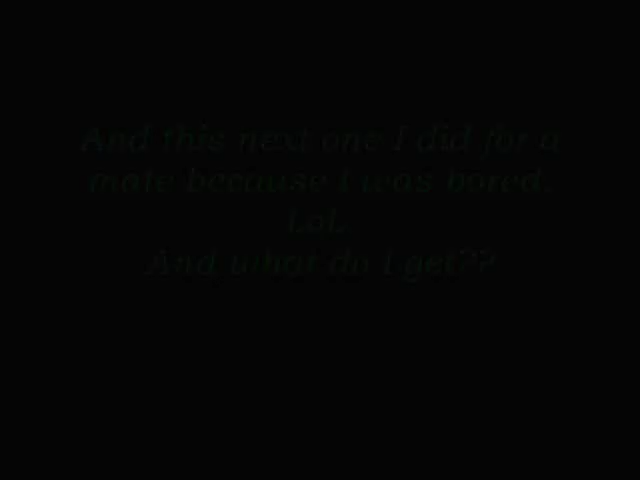 And this next one I did for a
mate because I was bored.
LoL.
And what do I get??